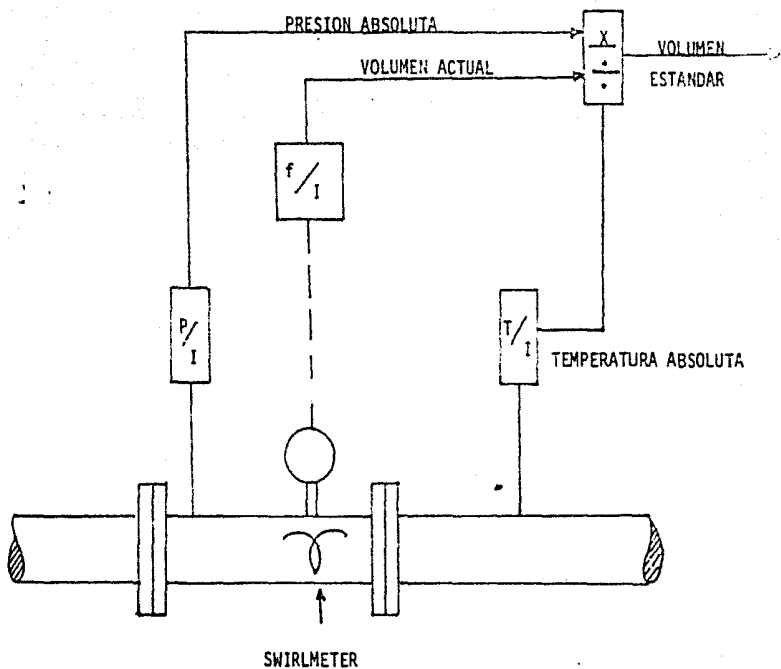 PRESION ABSOLUTA
X
÷
VOLUMEN
ESTANDAR
VOLUMEN ACTUAL
f/I
P/I
T/I
TEMPERATURA ABSOLUTA
SWIRLMETER